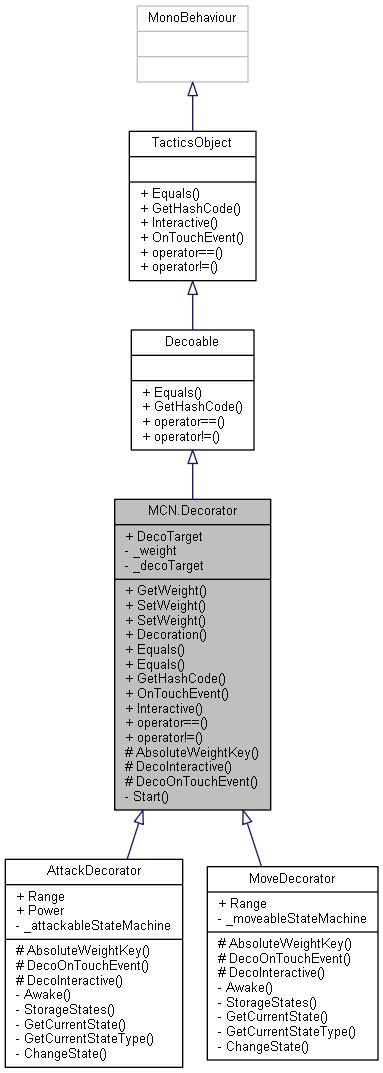 MonoBehaviour
TacticsObject
+ Equals()
+ GetHashCode()
+ Interactive()
+ OnTouchEvent()
+ operator==()
+ operator!=()
Decoable
+ Equals()
+ GetHashCode()
+ operator==()
+ operator!=()
MCN.Decorator
+ DecoTarget
- _weight
- _decoTarget
+ GetWeight()
+ SetWeight()
+ SetWeight()
+ Decoration()
+ Equals()
+ Equals()
+ GetHashCode()
+ OnTouchEvent()
+ Interactive()
+ operator==()
+ operator!=()
# AbsoluteWeightKey()
# DecoInteractive()
# DecoOnTouchEvent()
- Start()
AttackDecorator
+ Range
+ Power
- _attackableStateMachine
# AbsoluteWeightKey()
# DecoOnTouchEvent()
# DecoInteractive()
- Awake()
- StorageStates()
- GetCurrentState()
- GetCurrentStateType()
- ChangeState()
MoveDecorator
+ Range
- _moveableStateMachine
# AbsoluteWeightKey()
# DecoOnTouchEvent()
# DecoInteractive()
- Awake()
- StorageStates()
- GetCurrentState()
- GetCurrentStateType()
- ChangeState()